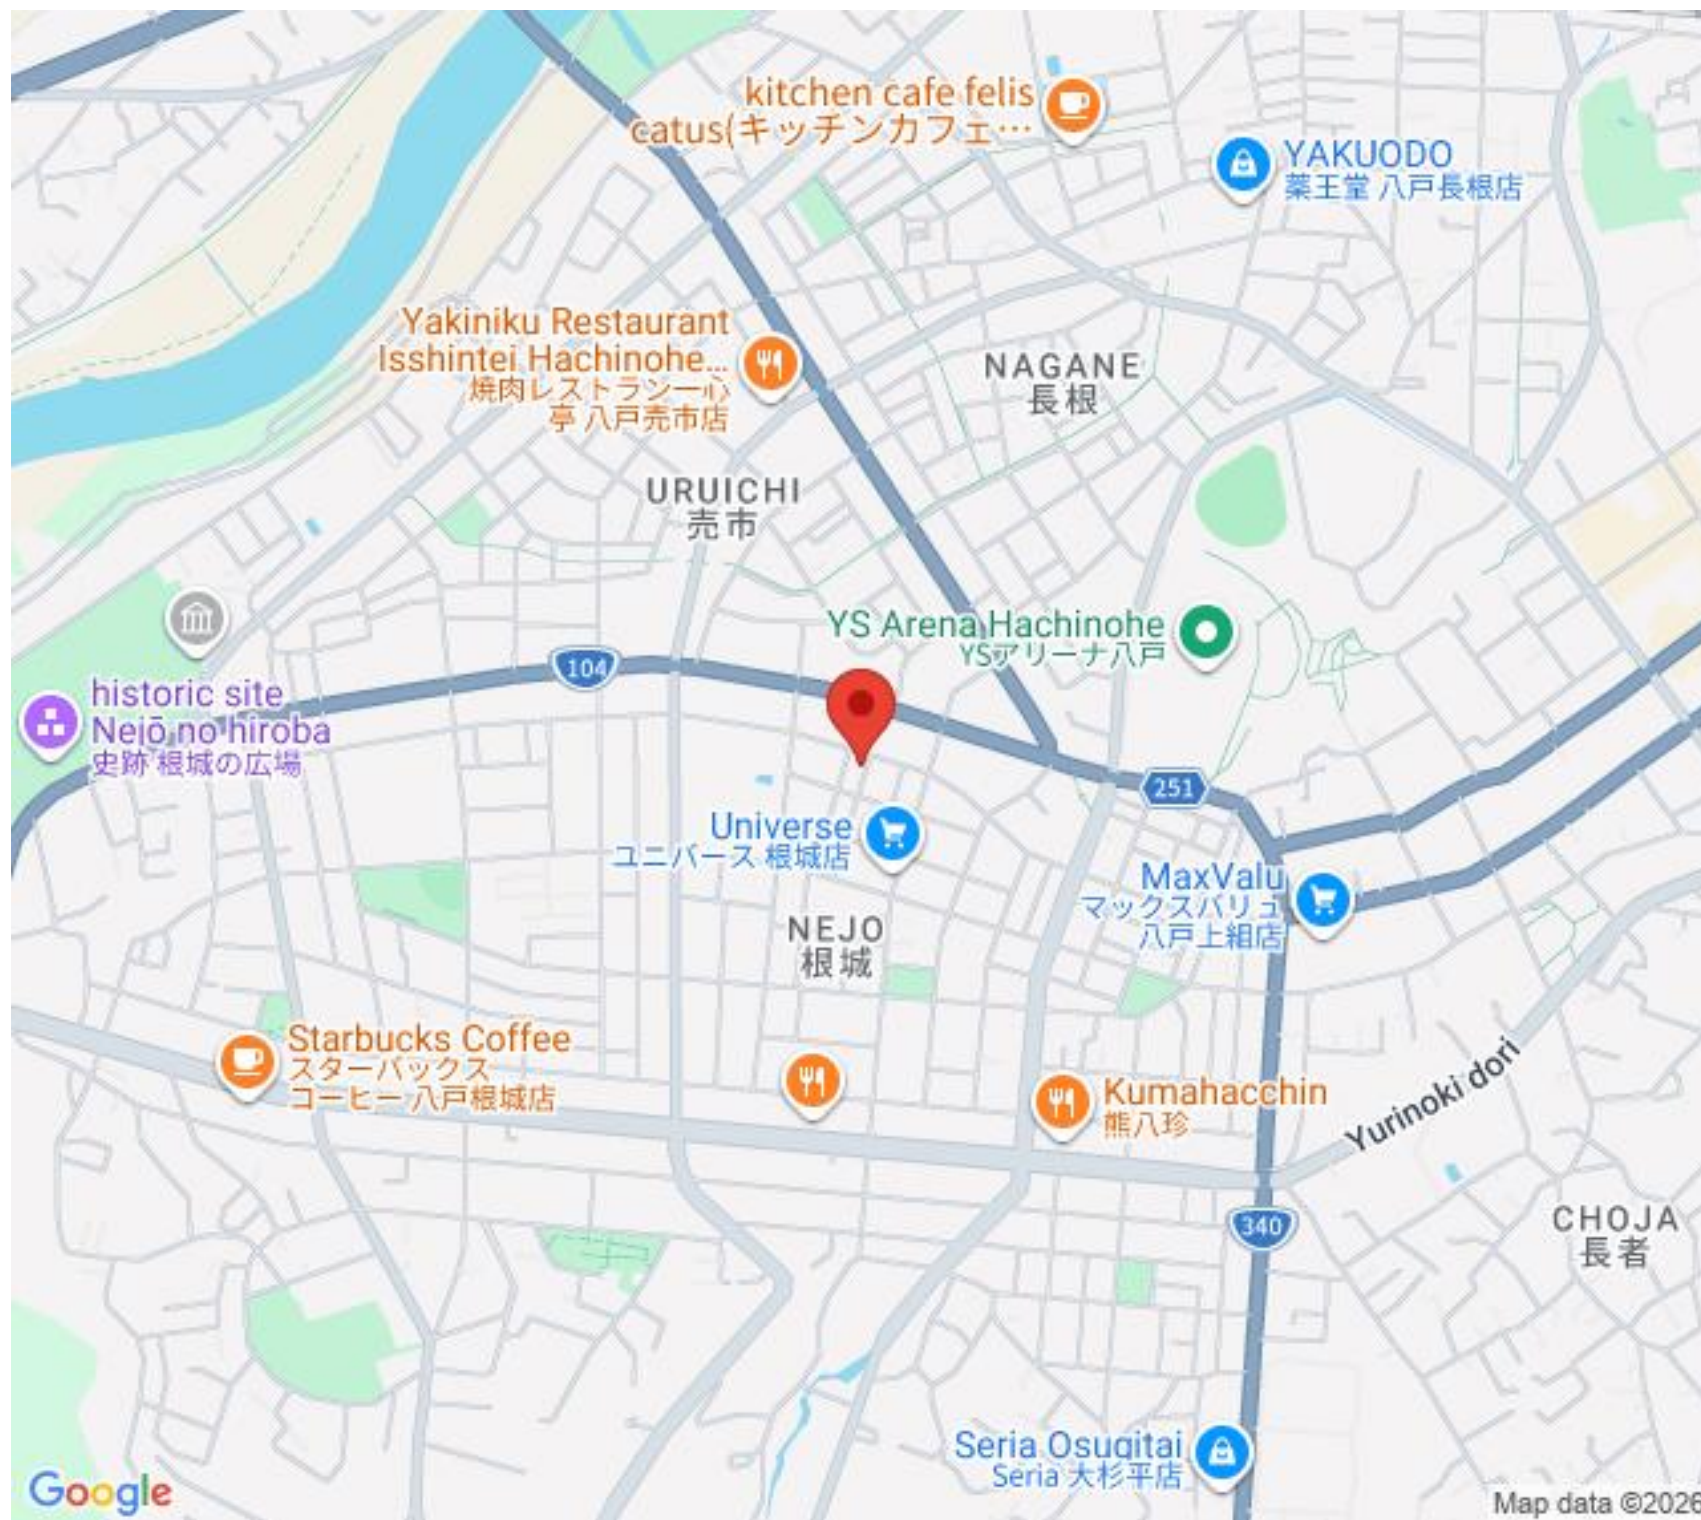 kitchen cafe felis
catus(キッチンカフェ…
YAKUODO
薬王堂 八戸長根店
Yakiniku Restaurant
Isshintei Hachinohe...
焼肉レストラン一心
亭 八戸売市店
NAGANE
長根
URUICHI
売市
YS Arena Hachinohe
YSアリーナ八戸
104
historic site
Nejō no hiroba
史跡 根城の広場
251
Universe
ユニバース 根城店
MaxValu
マックスバリュ
八戸上組店
NEJO
根城
Starbucks Coffee
スターバックス
コーヒー 八戸根城店
Kumahacchin
熊八珍
Yurinoki dori
340
CHOJA
長者
Seria Osugitai
Seria 大杉平店
Google
Map data ©2026